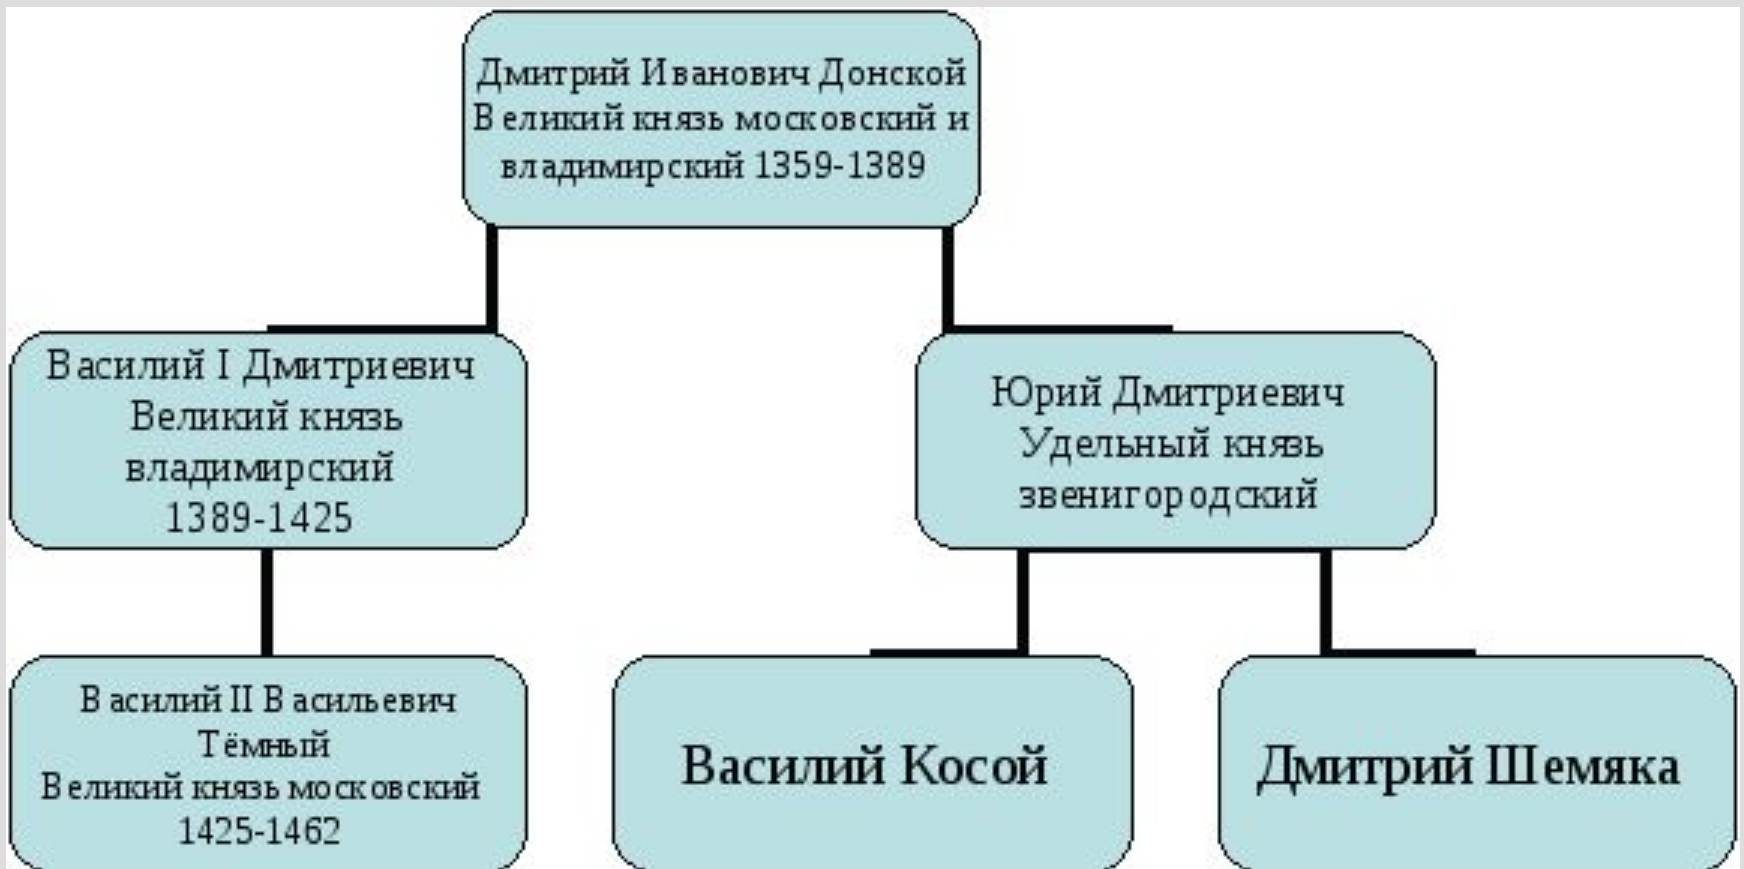 Дмитрий Иванович Донской
Великий князь московский и
владимирский 1359-1389
Василий I Дмитриевич
Великий князь
владимирский
1389-1425
Юрий Дмитриевич
Удельный князь
звенигородский
Василий II Васильевич
Тёмный
Великий князь московский
1425-1462
Василий Косой
Дмитрий Шемяка